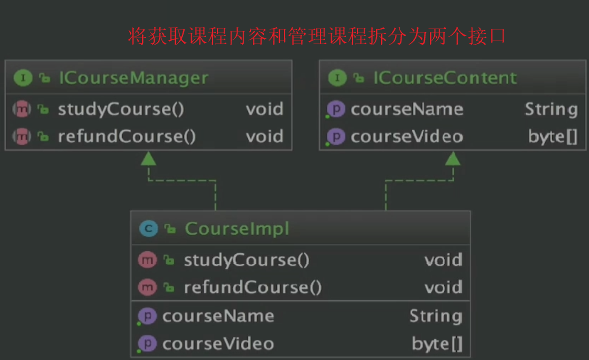 将获取课程内容和管理课程拆分为两个接口
I ICourseManager
m studyCourse() void
m refundCourse() void
I ICourseContent
p courseName String
p courseVideo byte[]
C CourseImpl
m studyCourse() void
m refundCourse() void
p courseName String
p courseVideo byte[]